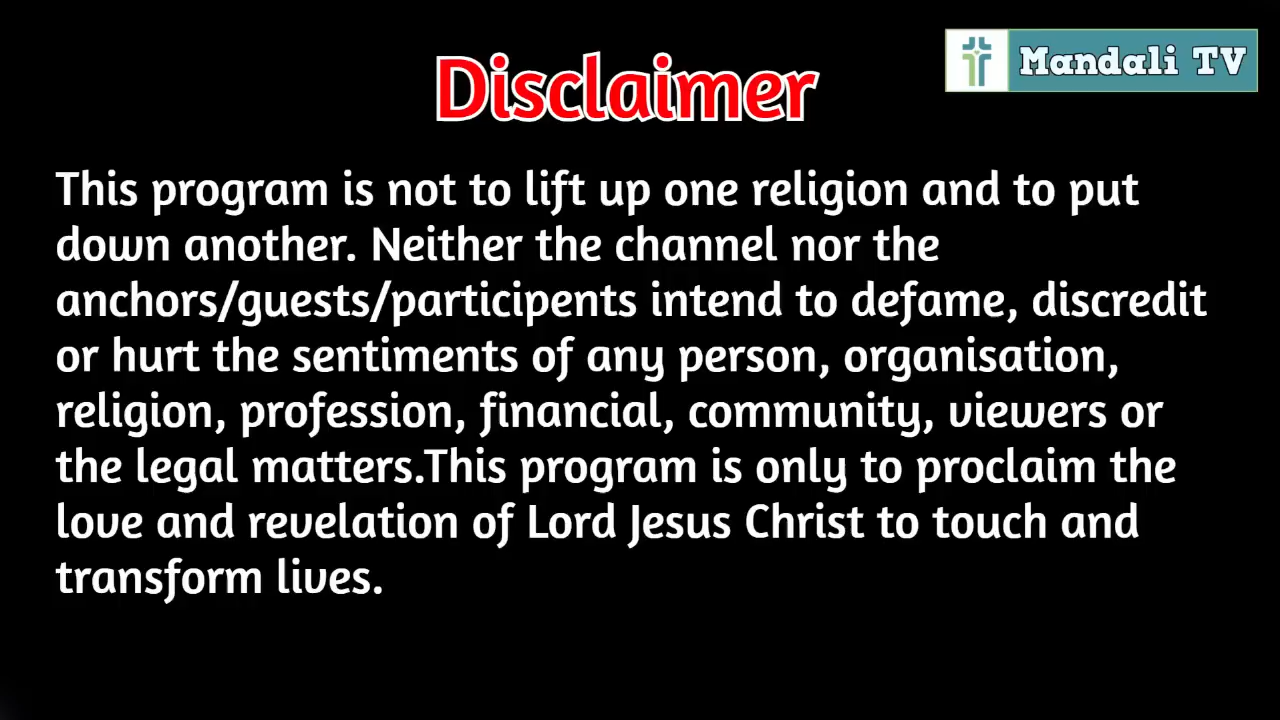 Mandali TV
Disclaimer
This program is not to lift up one religion and to put
down another. Neither the channel nor the
anchors/guests/participents intend to defame, discredit
or hurt the sentiments of any person, organisation,
religion, profession, financial, community, viewers or
the legal matters.This program is only to proclaim the
love and revelation of Lord Jesus Christ to touch and
transform lives.